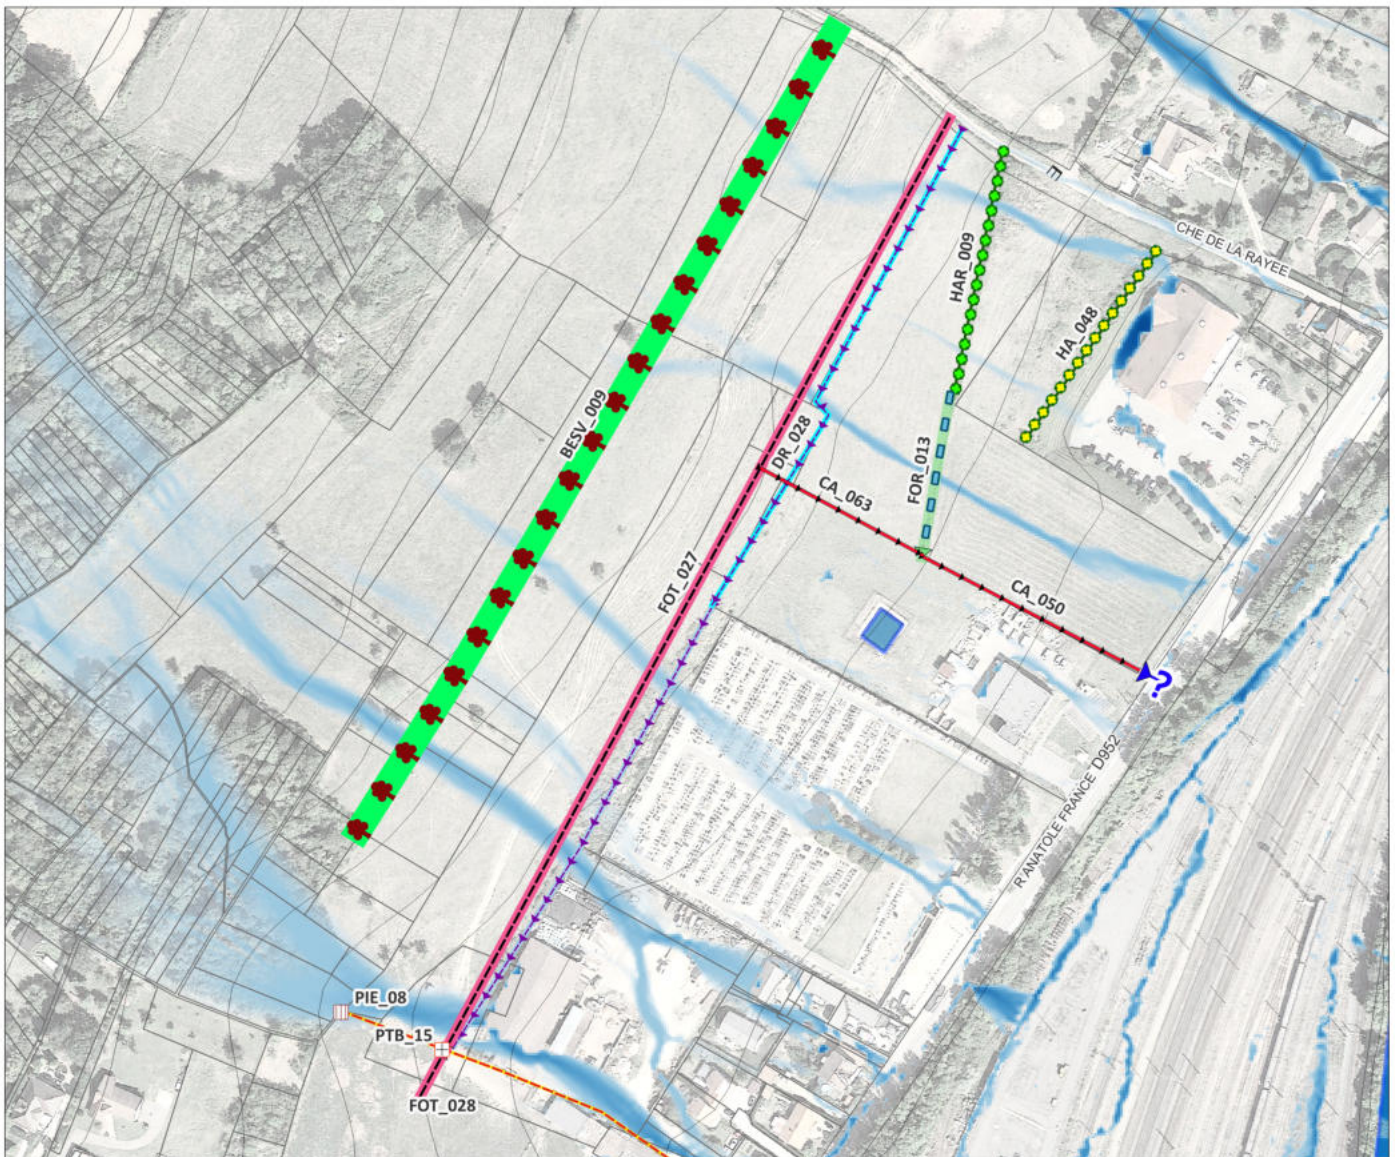 E
CHE DE LA RAYEE
HAR_009
HA_048
BESV_009
DR_028
FOR_013
CA_063
FOT_027
CA_050
?
R ANATOLE FRANCE D952
PIE_08
PTB_15
FOT_028